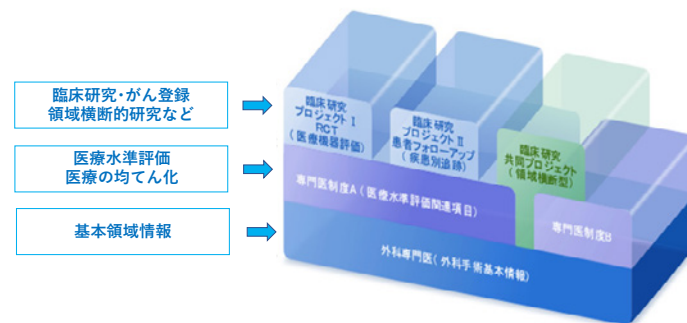 臨床研究・がん登録
領域横断的研究など
医療水準評価
医療の均てん化
基本領域情報
臨床研究
プロジェクトⅠ
RCT
(医療機器評価)
臨床研究
プロジェクトⅡ
患者フォローアップ
(疾患別追跡)
臨床研究
共同プロジェクト
(領域横断型)
専門医制度A(医療水準評価関連項目)
専門医制度B
外科専門医(外科手術基本情報)